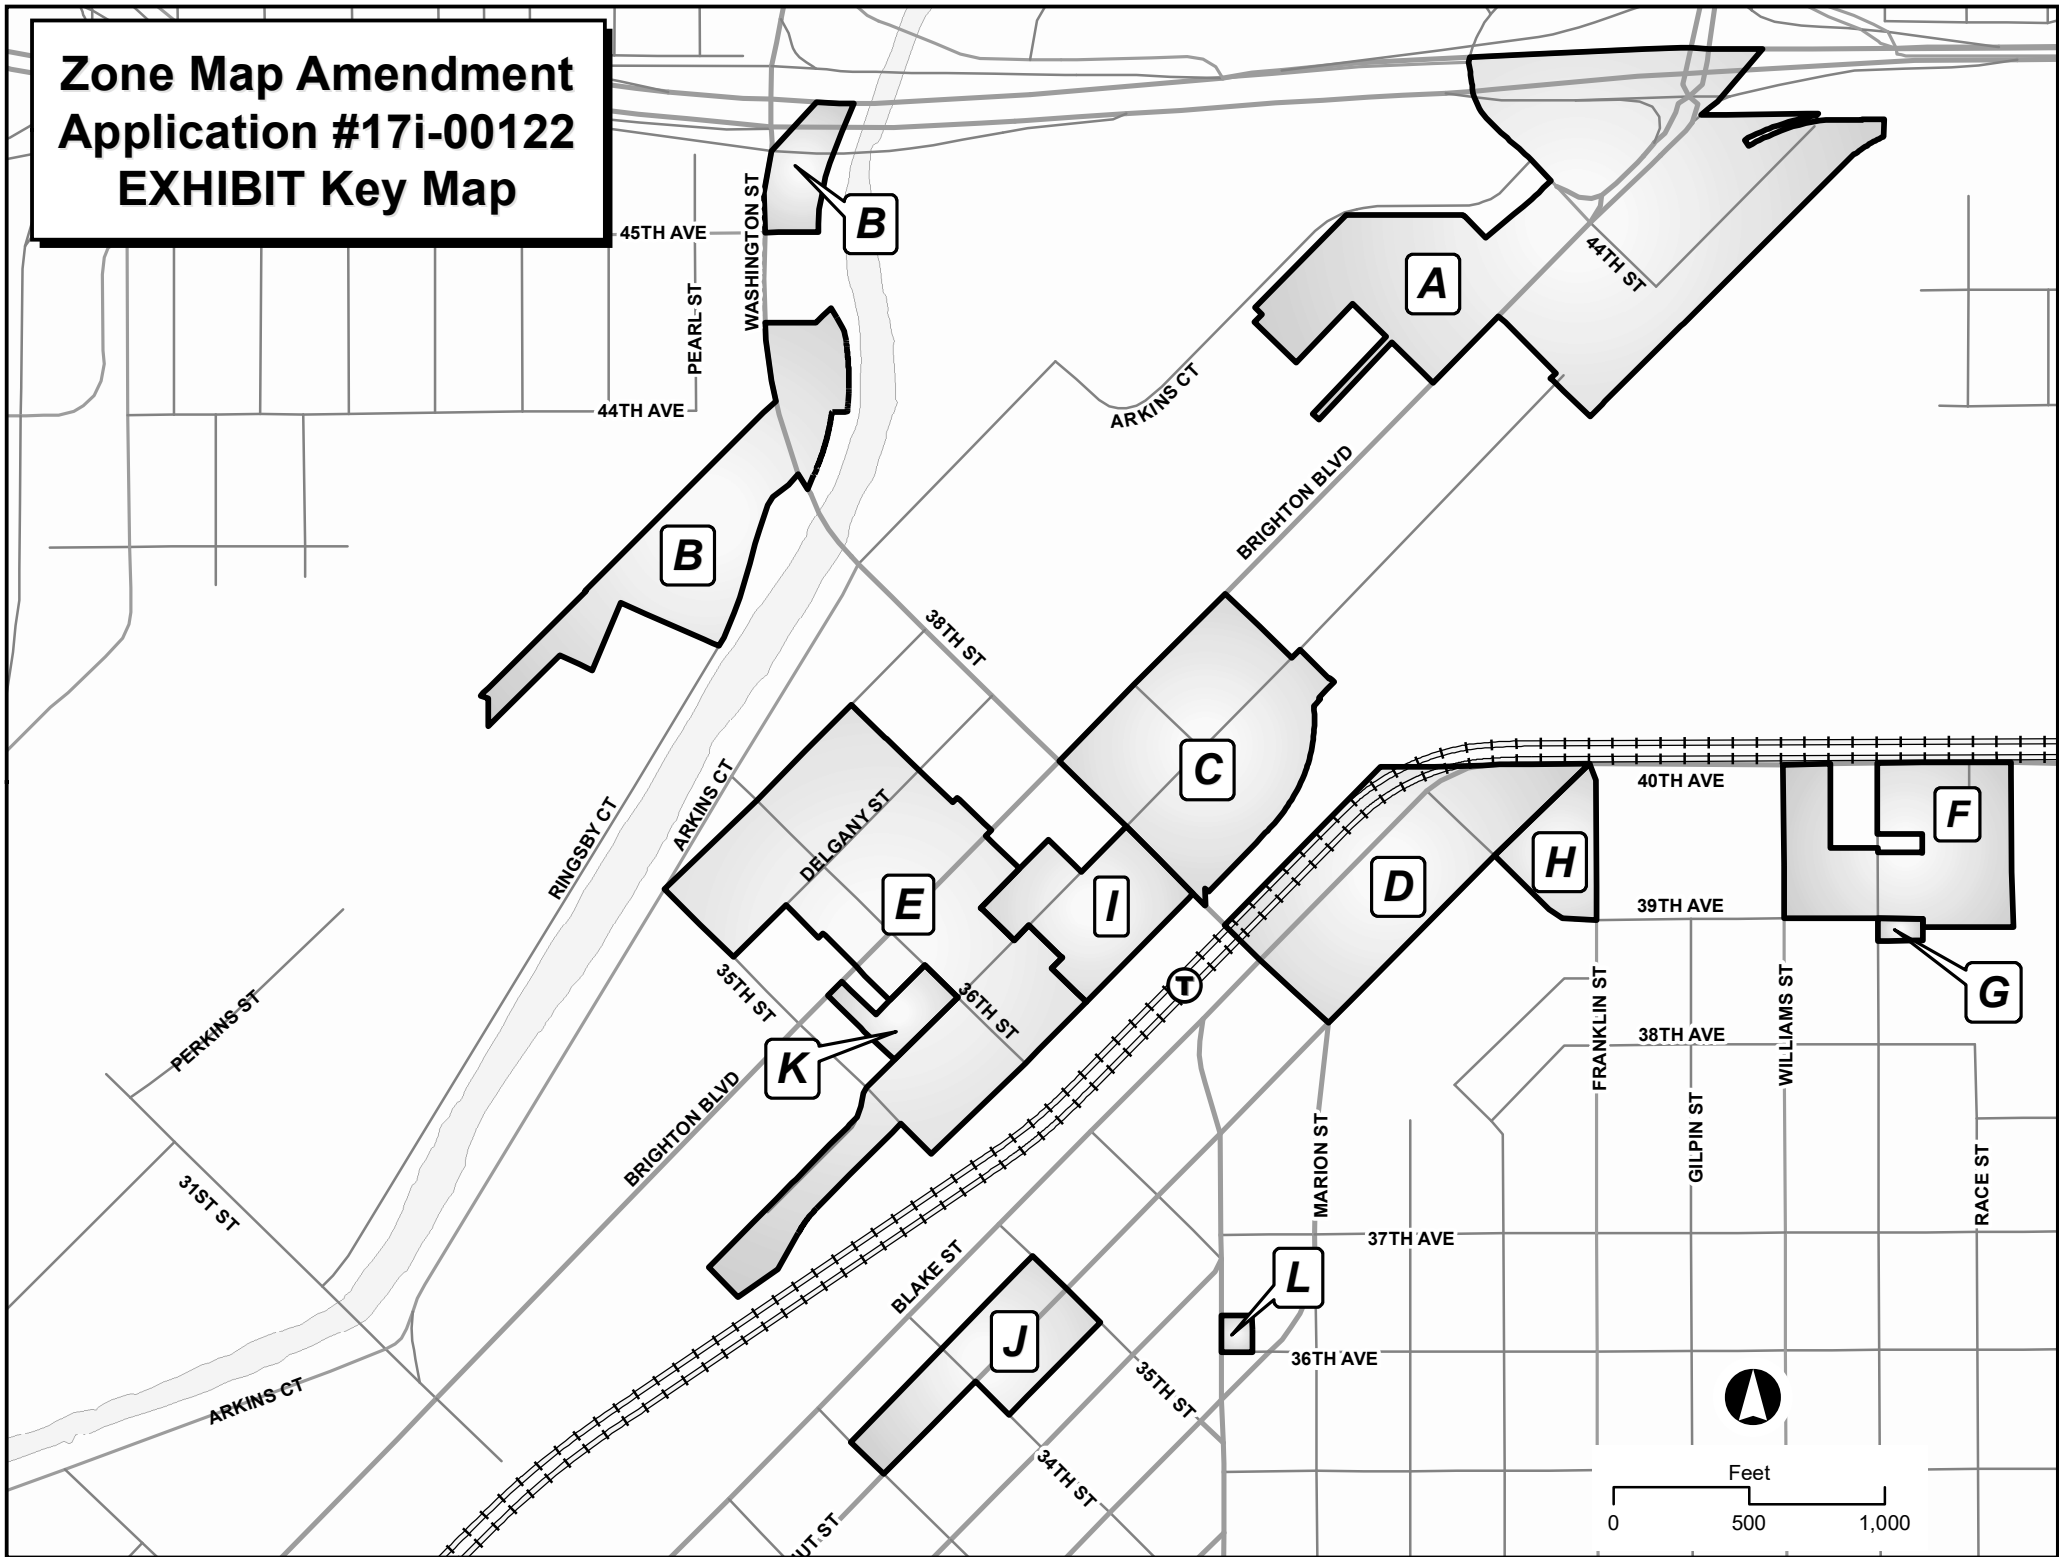 Zone Map Amendment
Application #17i-00122
EXHIBIT Key Map
B
45TH AVE
WASHINGTON ST
PEARL ST
44TH AVE
A
44TH ST
ARKINS CT
BRIGHTON BLVD
B
38TH ST
C
40TH AVE
F
H
D
DELGANY ST
ARKINS CT
RINGSBY CT
E
I
39TH AVE
G
35TH ST
36TH ST
T
K
PERKINS ST
FRANKLIN ST
WILLIAMS ST
38TH AVE
BRIGHTON BLVD
MARION ST
GILPIN ST
RACE ST
31ST ST
37TH AVE
BLAKE ST
L
J
36TH AVE
35TH ST
ARKINS CT
34TH ST
UT ST
Feet
0 500 1,000